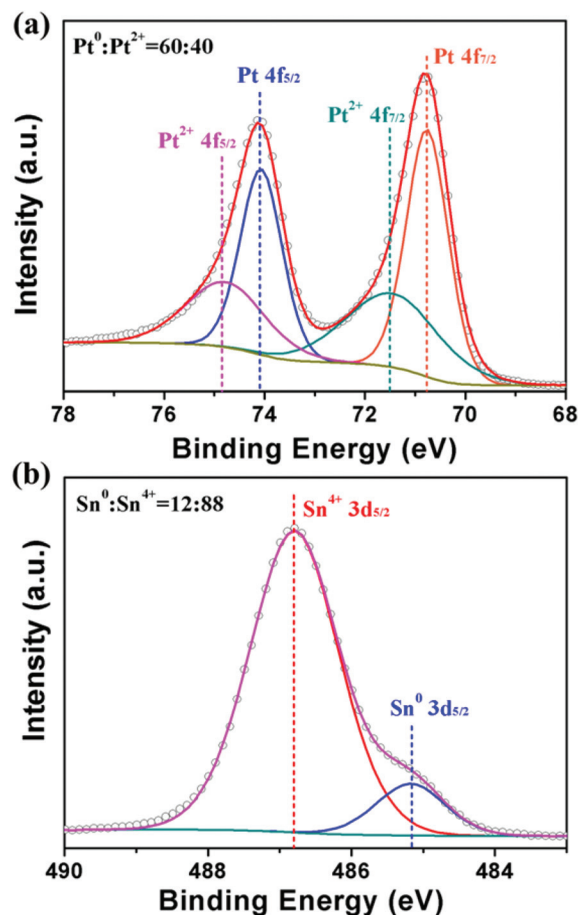 (a)
Pt⁰:Pt²⁺=60:40
Pt 4f₇/₂
Pt 4f₅/₂
Pt²⁺ 4f₇/₂
Pt²⁺ 4f₅/₂
Intensity (a.u.)
78 76 74 72 70 68
Binding Energy (eV)
(b)
Sn⁰:Sn⁴⁺=12:88
Sn⁴⁺ 3d₅/₂
Sn⁰ 3d₅/₂
Intensity (a.u.)
490 488 486 484
Binding Energy (eV)